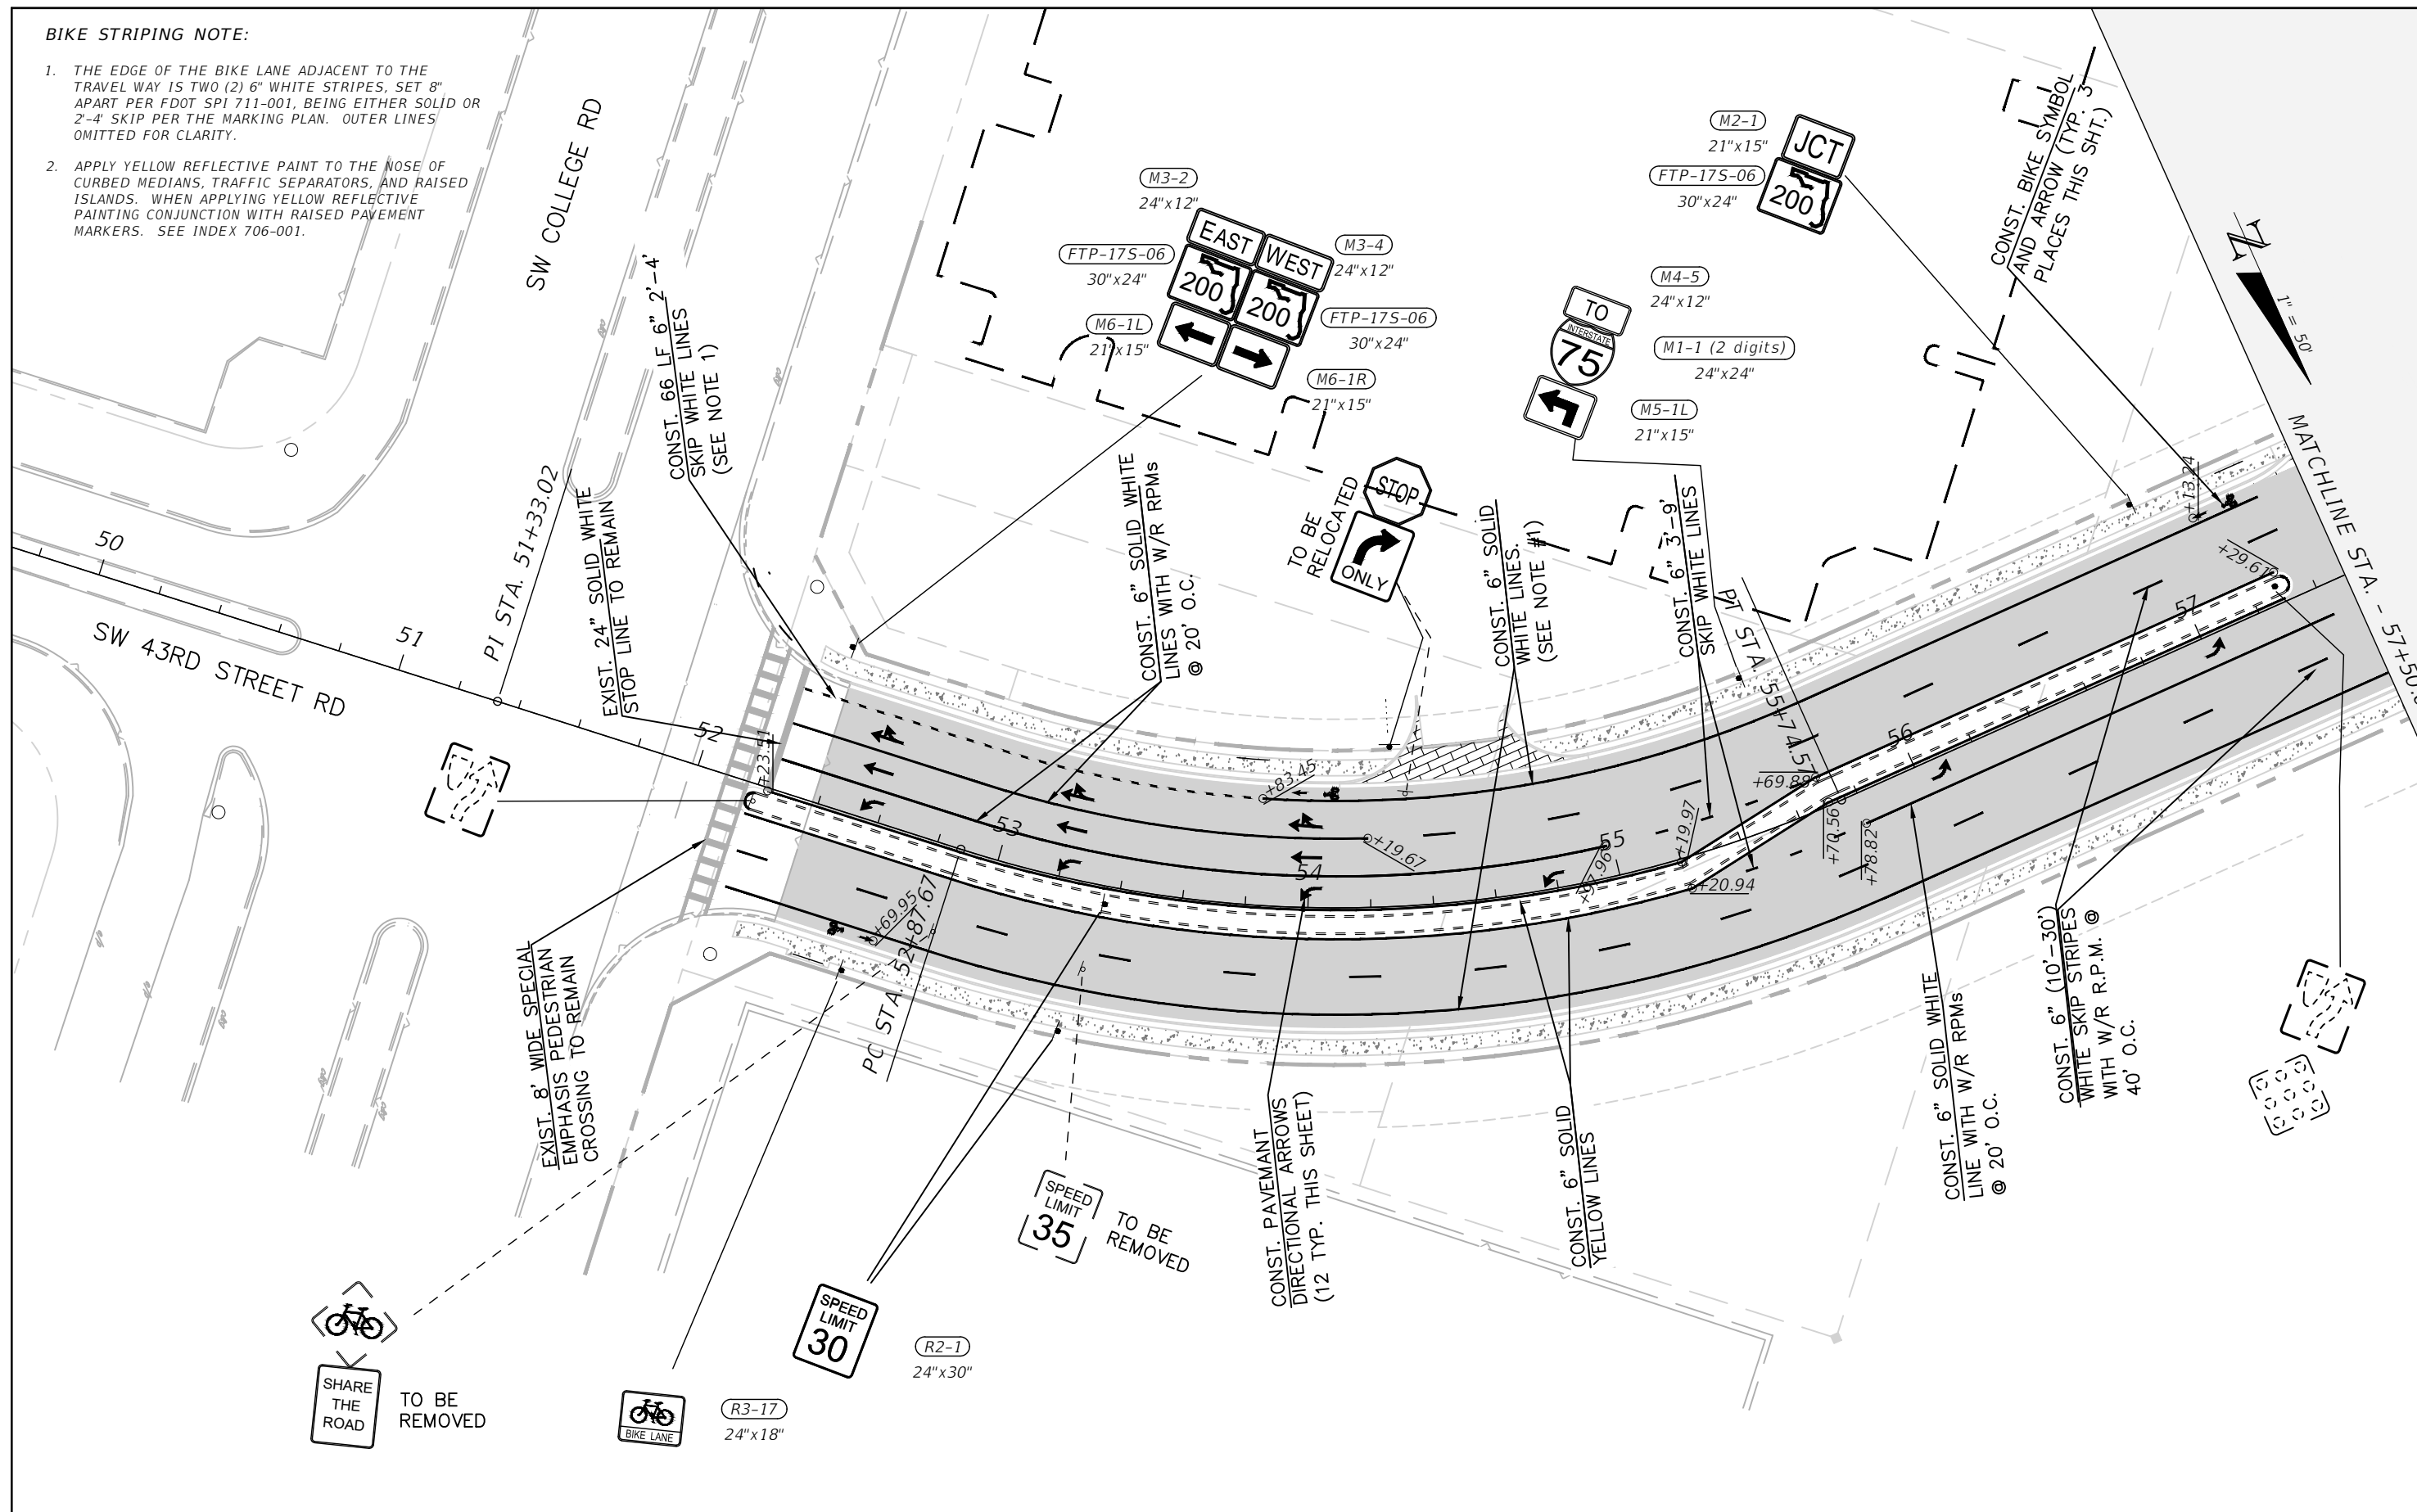 BIKE STRIPING NOTE:
1. THE EDGE OF THE BIKE LANE ADJACENT TO THE
TRAVEL WAY IS TWO (2) 6" WHITE STRIPES, SET 8"
APART PER FDOT SPI 711-001, BEING EITHER SOLID OR
2'-4' SKIP PER THE MARKING PLAN. OUTER LINES
OMITTED FOR CLARITY.
2. APPLY YELLOW REFLECTIVE PAINT TO THE NOSE OF
CURBED MEDIANS, TRAFFIC SEPARATORS, AND RAISED
ISLANDS. WHEN APPLYING YELLOW REFLECTIVE
PAINTING CONJUNCTION WITH RAISED PAVEMENT
MARKERS. SEE INDEX 706-001.
SW COLLEGE RD
CONST. 66 LF 6" 2'-4'
SKIP WHITE LINES
(SEE NOTE 1)
M3-2
24"x12"
EAST
WEST
M3-4
24"x12"
FTP-17S-06
30"x24"
200
200
FTP-17S-06
30"x24"
M6-1L
21"x15"
M6-1R
21"x15"
M4-5
24"x12"
TO
INTERSTATE
75
M1-1 (2 digits)
24"x24"
M5-1L
21"x15"
M2-1
21"x15"
JCT
FTP-17S-06
30"x24"
200
CONST. BIKE SYMBOL
AND ARROW (TYP. 3
PLACES THIS SHT.)
1" = 50'
MATCHLINE STA. - 57+50.
STOP
ONLY
TO BE
RELOCATED
EXIST. 24" SOLID WHITE
STOP LINE TO REMAIN
CONST. 6" SOLID WHITE
LINES WITH W/R RPMs
@ 20' O.C.
CONST. 6" SOLID
WHITE LINES.
(SEE NOTE #1)
CONST. 6" 3'-9'
SKIP WHITE LINES
PT STA. 55+74.57
PI STA. 51+33.02
SW 43RD STREET RD
50
51
52
53
54
55
56
57
+23.51
+83.45
+19.67
+97.96
+19.97
+20.94
+69.88
+70.56
+78.82
+13.24
+29.61
+69.95
PC STA. 52+87.67
EXIST. 8' WIDE SPECIAL
EMPHASIS PEDESTRIAN
CROSSING TO REMAIN
CONST. PAVEMANT
DIRECTIONAL ARROWS
(12 TYP. THIS SHEET)
CONST. 6" SOLID
YELLOW LINES
CONST. 6" SOLID WHITE
LINE WITH W/R RPMs
@ 20' O.C.
CONST. 6" (10'-30')
WHITE SKIP STRIPES
WITH W/R R.P.M. @
40' O.C.
SPEED
LIMIT
35
TO BE
REMOVED
SPEED
LIMIT
30
R2-1
24"x30"
SHARE
THE
ROAD
TO BE
REMOVED
BIKE LANE
R3-17
24"x18"